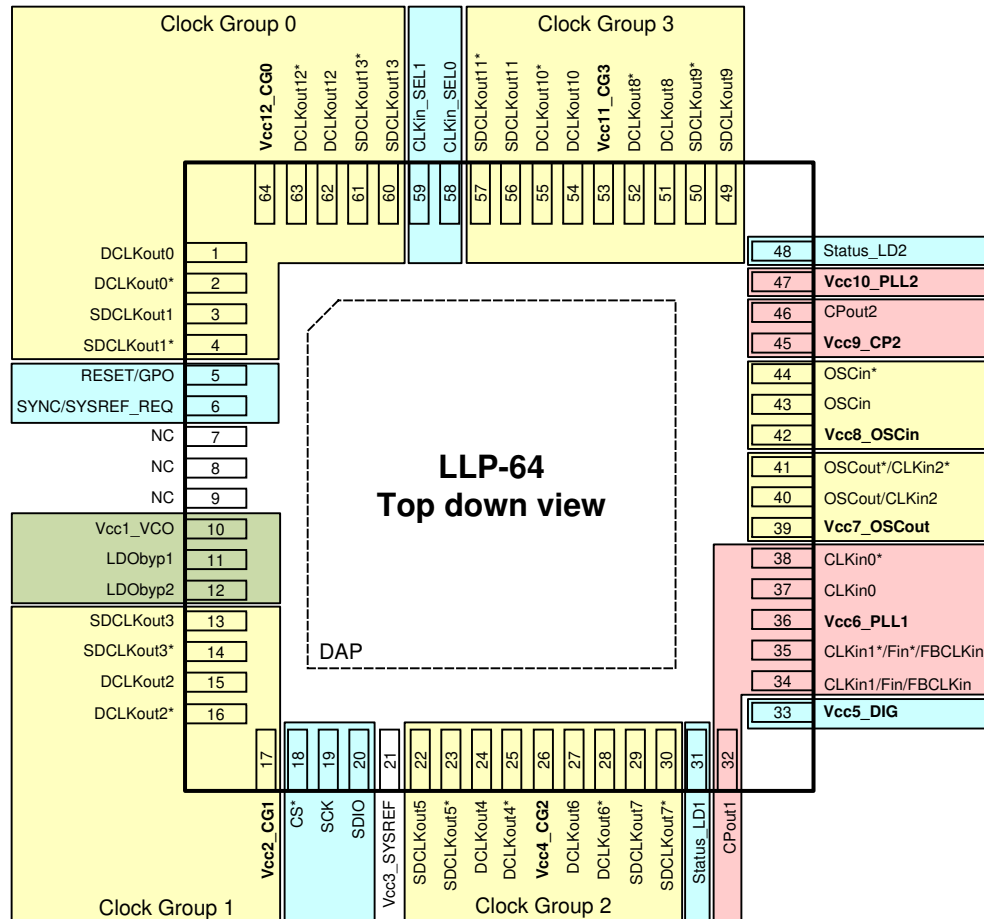 Clock Group 0
Clock Group 3
Vcc12_CG0
DCLKout12*
DCLKout12
SDCLKout13*
SDCLKout13
CLKin_SEL1
CLKin_SEL0
SDCLKout11*
SDCLKout11
DCLKout10*
DCLKout10
Vcc11_CG3
DCLKout8*
DCLKout8
SDCLKout9*
SDCLKout9
64
63
62
61
60
59
58
57
56
55
54
53
52
51
50
49
DCLKout0 1
DCLKout0* 2
SDCLKout1 3
SDCLKout1* 4
RESET/GPO 5
SYNC/SYSREF_REQ 6
NC 7
NC 8
NC 9
Vcc1_VCO 10
LDObyp1 11
LDObyp2 12
SDCLKout3 13
SDCLKout3* 14
DCLKout2 15
DCLKout2* 16
LLP-64
Top down view
DAP
48 Status_LD2
47 Vcc10_PLL2
46 CPout2
45 Vcc9_CP2
44 OSCin*
43 OSCin
42 Vcc8_OSCin
41 OSCout*/CLKin2*
40 OSCout/CLKin2
39 Vcc7_OSCout
38 CLKin0*
37 CLKin0
36 Vcc6_PLL1
35 CLKin1*/Fin*/FBCLKin
34 CLKin1/Fin/FBCLKin
33 Vcc5_DIG
17
18
19
20
21
22
23
24
25
26
27
28
29
30
31
32
Vcc2_CG1
CS*
SCK
SDIO
Vcc3_SYSREF
SDCLKout5
SDCLKout5*
DCLKout4
DCLKout4*
Vcc4_CG2
DCLKout6
DCLKout6*
SDCLKout7
SDCLKout7*
Status_LD1
CPout1
Clock Group 1
Clock Group 2